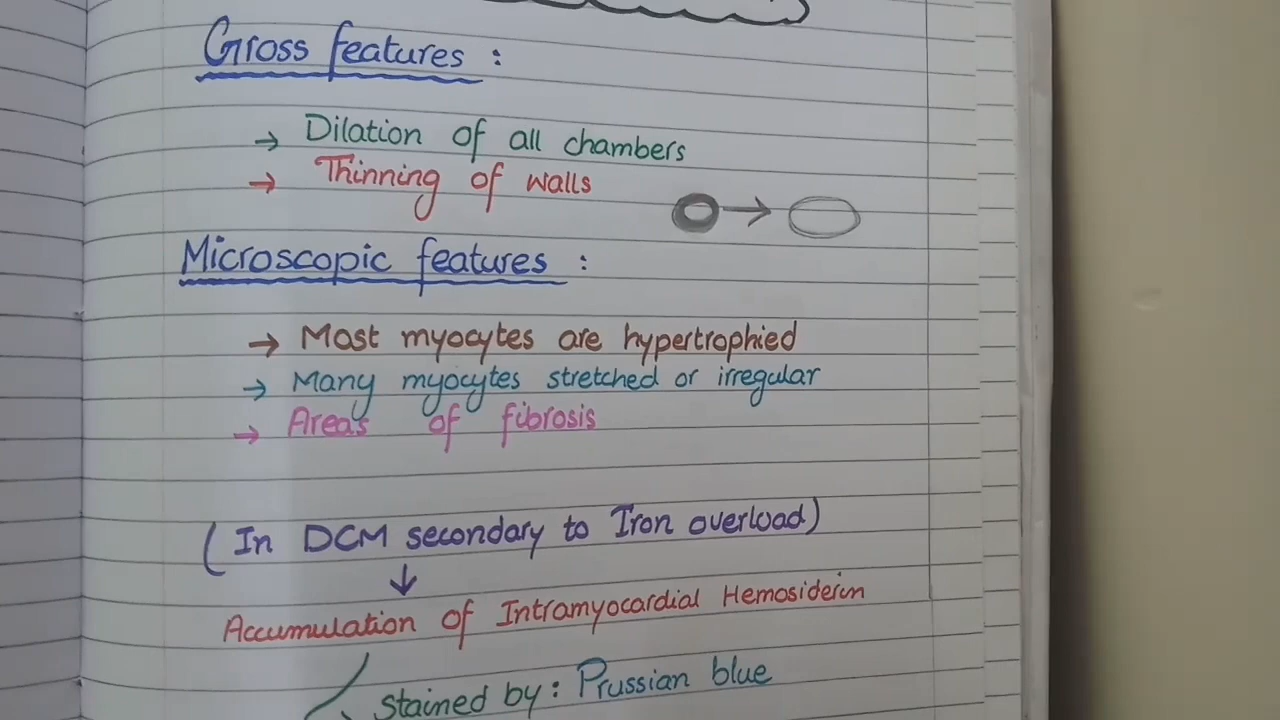 Gross features :
→ Dilation of all chambers
→ Thinning of walls
Microscopic features :
→ Most myocytes are hypertrophied
→ Many myocytes stretched or irregular
→ Areas of fibrosis
(In DCM secondary to Iron overload)
↓
Accumulation of Intramyocardial Hemosiderin
stained by: Prussian blue